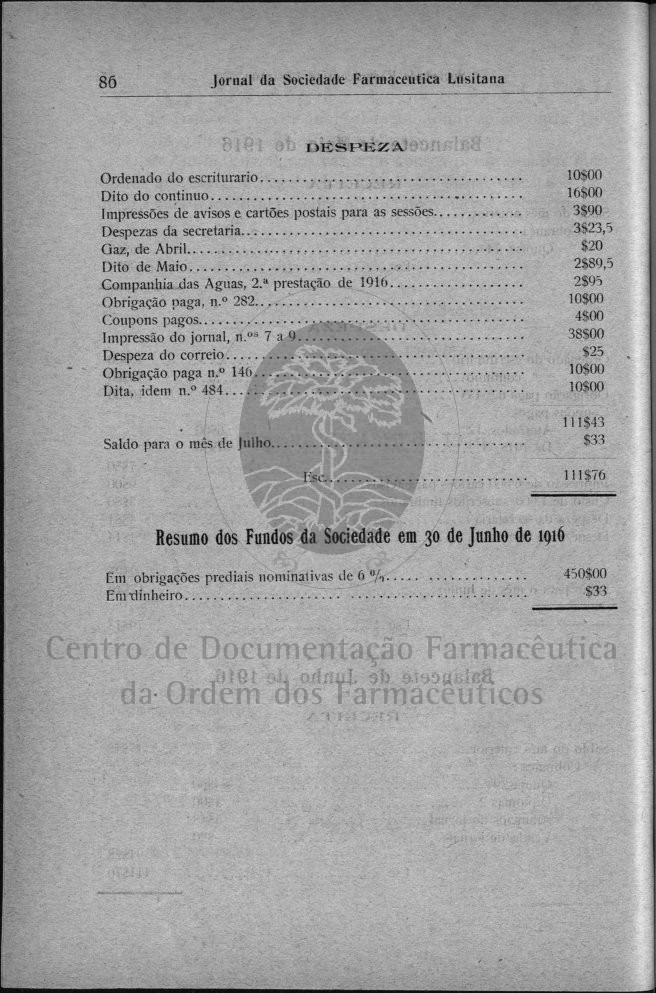 86 Jornal da Sociedade Farmaceutica Lusitana
DESPEZA
Ordenado do escriturario 10$00
Dito do continuo 16$00
Impressões de avisos e cartões postais para as sessões 3$90
Despezas da secretaria 3$23,5
Gaz, de Abril $20
Dito de Maio 2$89,5
Companhia das Aguas, 2.ª prestação de 1916 2$95
Obrigação paga, n.º 282 10$00
Coupons pagos 4$00
Impressão do jornal, n.ºs 7 a 9 38$00
Despeza do correio $25
Obrigação paga n.º 146 10$00
Dita, idem n.º 484 10$00
111$43
Saldo para o mês de Julho $33
Esc. 111$76
Resumo dos Fundos da Sociedade em 30 de Junho de 1916
Em obrigações prediais nominativas de 6 % 450$00
Em dinheiro $33
Centro de Documentação Farmacêutica
da Ordem dos Farmacêuticos